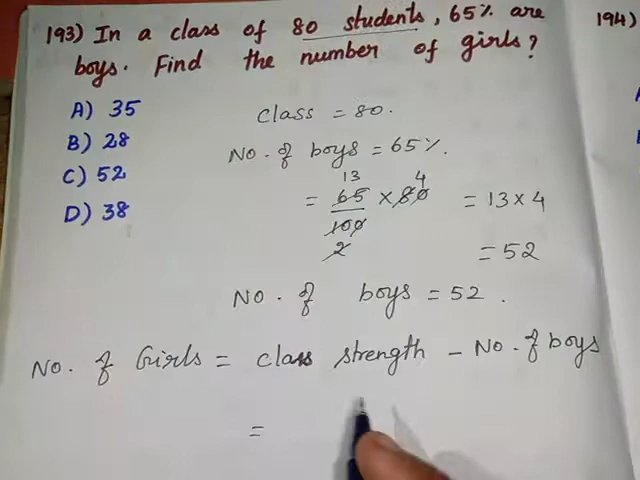 193) In a class of 80 students, 65% are
boys. Find the number of girls?
194)
A) 35
B) 28
C) 52
D) 38
class = 80.
No. of boys = 65%.
13 4
= 65 × 80 = 13 × 4
100
2 = 52
No. of boys = 52.
No. of Girls = class strength - No. of boys
=